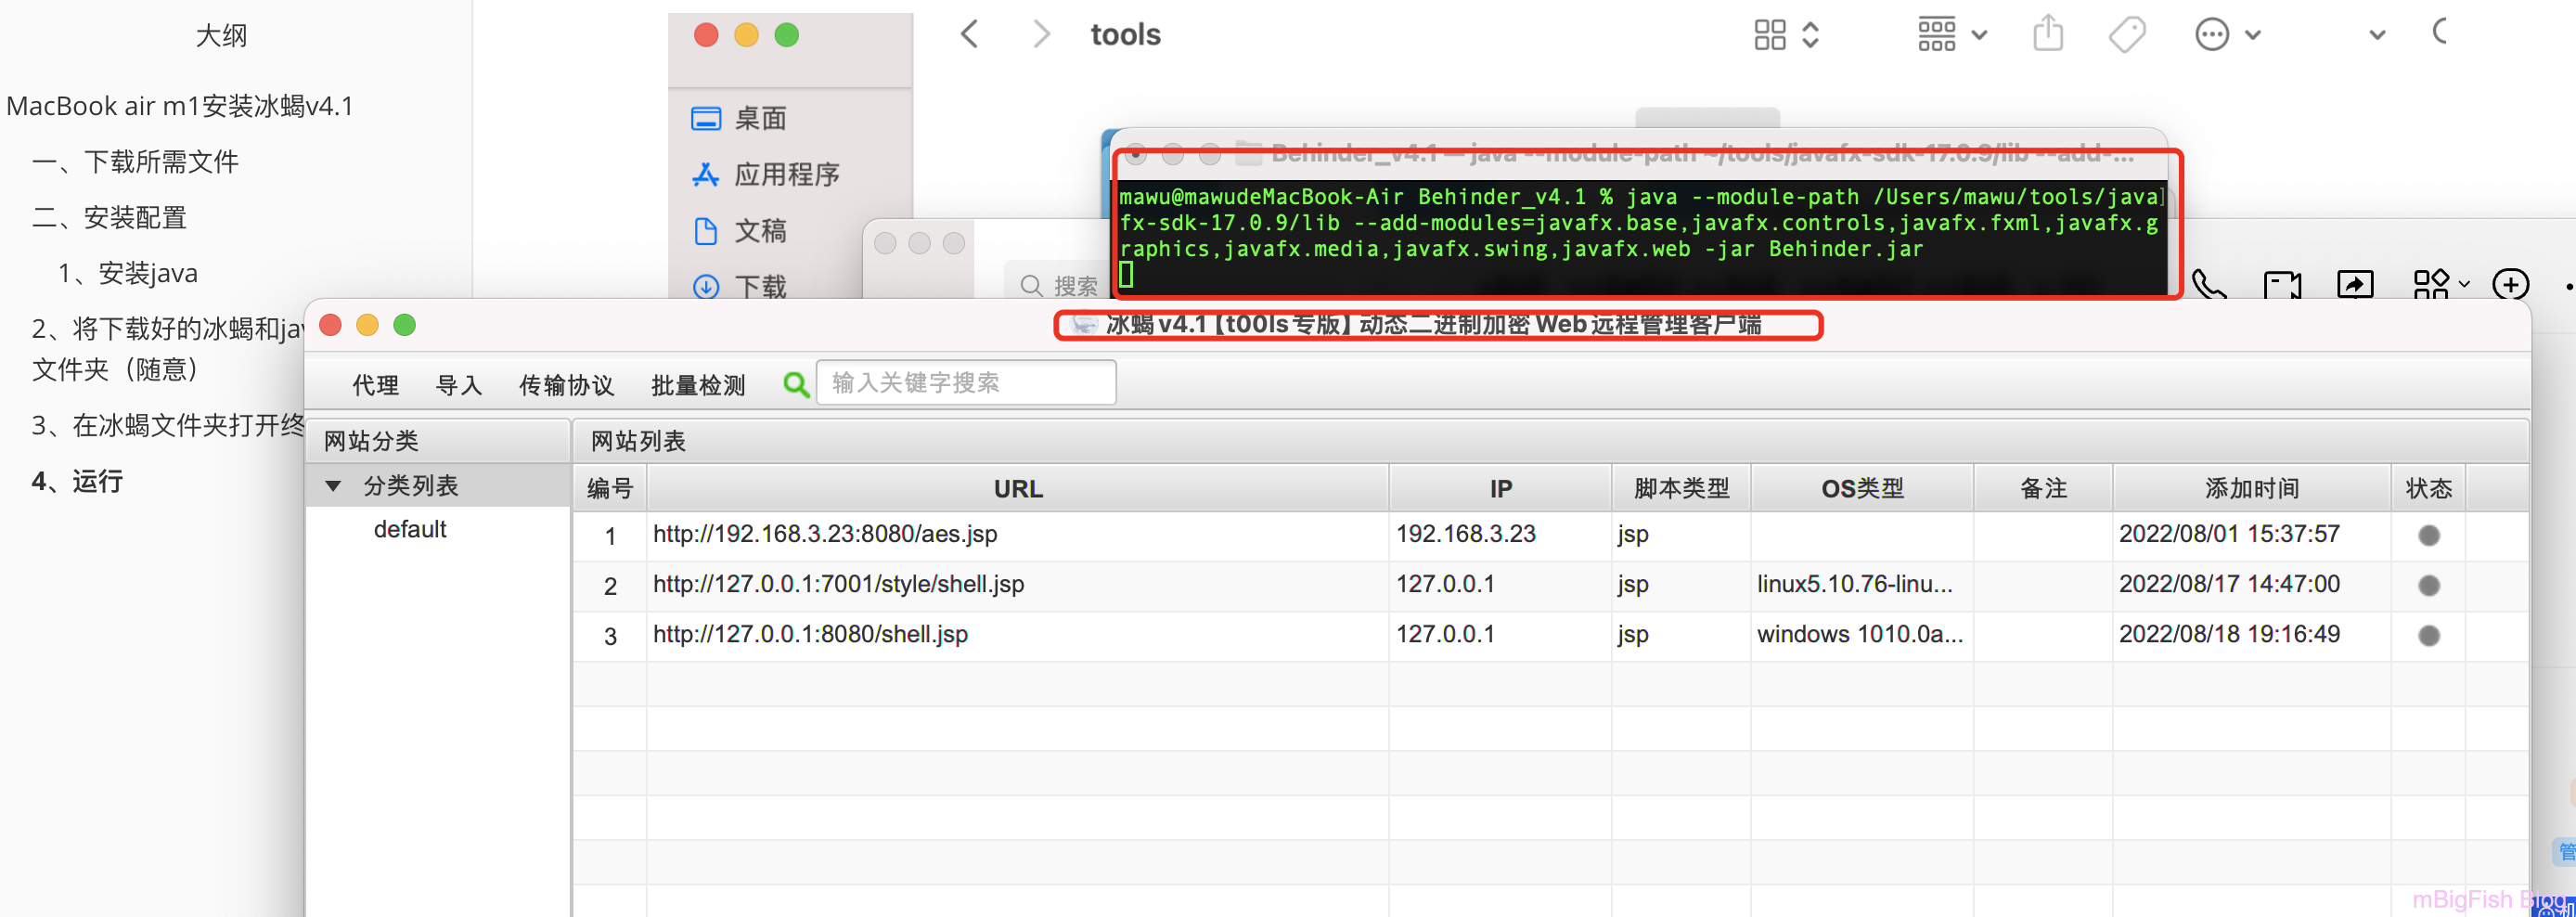 大纲
MacBook air m1安装冰蝎v4.1
一、下载所需文件
二、安装配置
1、安装java
2、将下载好的冰蝎和jav
文件夹（随意）
3、在冰蝎文件夹打开终
4、运行
tools
桌面
应用程序
文稿
下载
搜索
Behinder_v4.1 — java --module-path ~/tools/javafx-sdk-17.0.9/lib --add-...
mawu@mawudeMacBook-Air Behinder_v4.1 % java --module-path /Users/mawu/tools/java
fx-sdk-17.0.9/lib --add-modules=javafx.base,javafx.controls,javafx.fxml,javafx.g
raphics,javafx.media,javafx.swing,javafx.web -jar Behinder.jar
冰蝎 v4.1【t00ls专版】动态二进制加密Web远程管理客户端
代理 导入 传输协议 批量检测 输入关键字搜索
网站分类
分类列表
default
网站列表
编号 URL IP 脚本类型 OS类型 备注 添加时间 状态
1 http://192.168.3.23:8080/aes.jsp 192.168.3.23 jsp 2022/08/01 15:37:57
2 http://127.0.0.1:7001/style/shell.jsp 127.0.0.1 jsp linux5.10.76-linu... 2022/08/17 14:47:00
3 http://127.0.0.1:8080/shell.jsp 127.0.0.1 jsp windows 1010.0a... 2022/08/18 19:16:49
管
mBigFish Blog